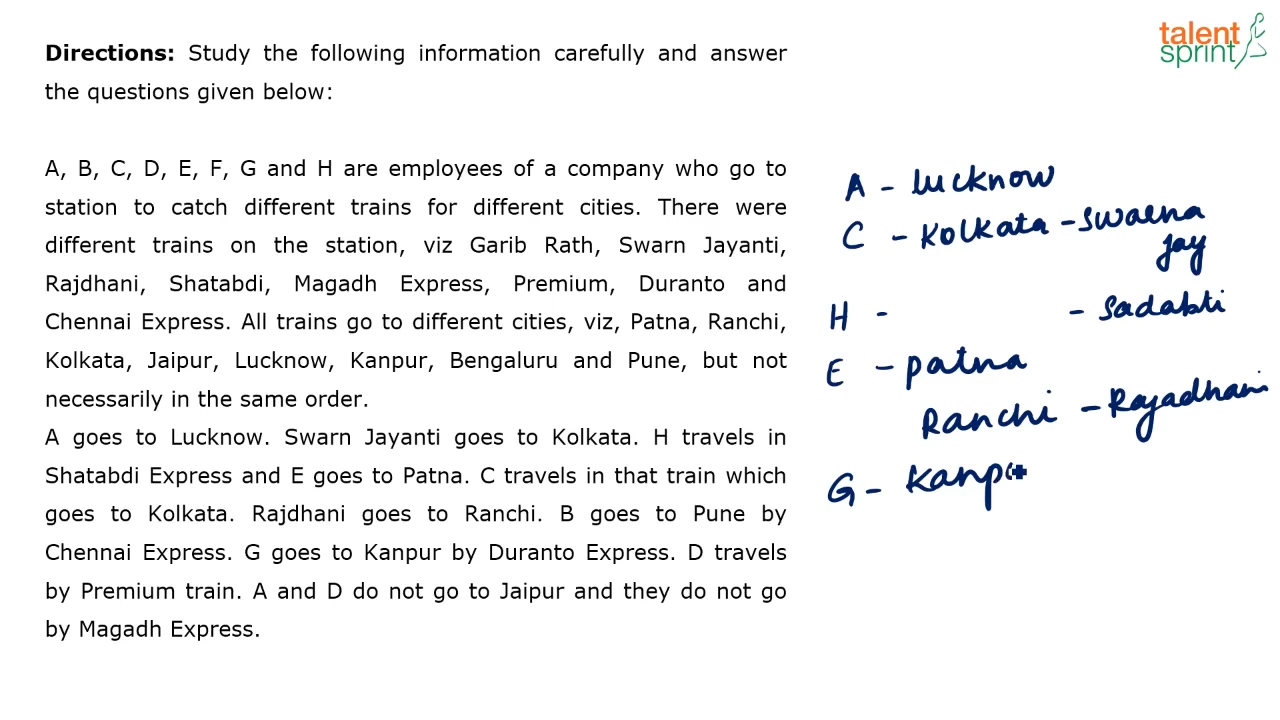 talent
sprint
Directions: Study the following information carefully and answer
the questions given below:
A, B, C, D, E, F, G and H are employees of a company who go to
station to catch different trains for different cities. There were
different trains on the station, viz Garib Rath, Swarn Jayanti,
Rajdhani, Shatabdi, Magadh Express, Premium, Duranto and
Chennai Express. All trains go to different cities, viz, Patna, Ranchi,
Kolkata, Jaipur, Lucknow, Kanpur, Bengaluru and Pune, but not
necessarily in the same order.
A goes to Lucknow. Swarn Jayanti goes to Kolkata. H travels in
Shatabdi Express and E goes to Patna. C travels in that train which
goes to Kolkata. Rajdhani goes to Ranchi. B goes to Pune by
Chennai Express. G goes to Kanpur by Duranto Express. D travels
by Premium train. A and D do not go to Jaipur and they do not go
by Magadh Express.
A - Lucknow
C - Kolkata - Swarna
Jay
H - - Sadabti
E - Patna
Ranchi - Rajadhani
G - Kanp